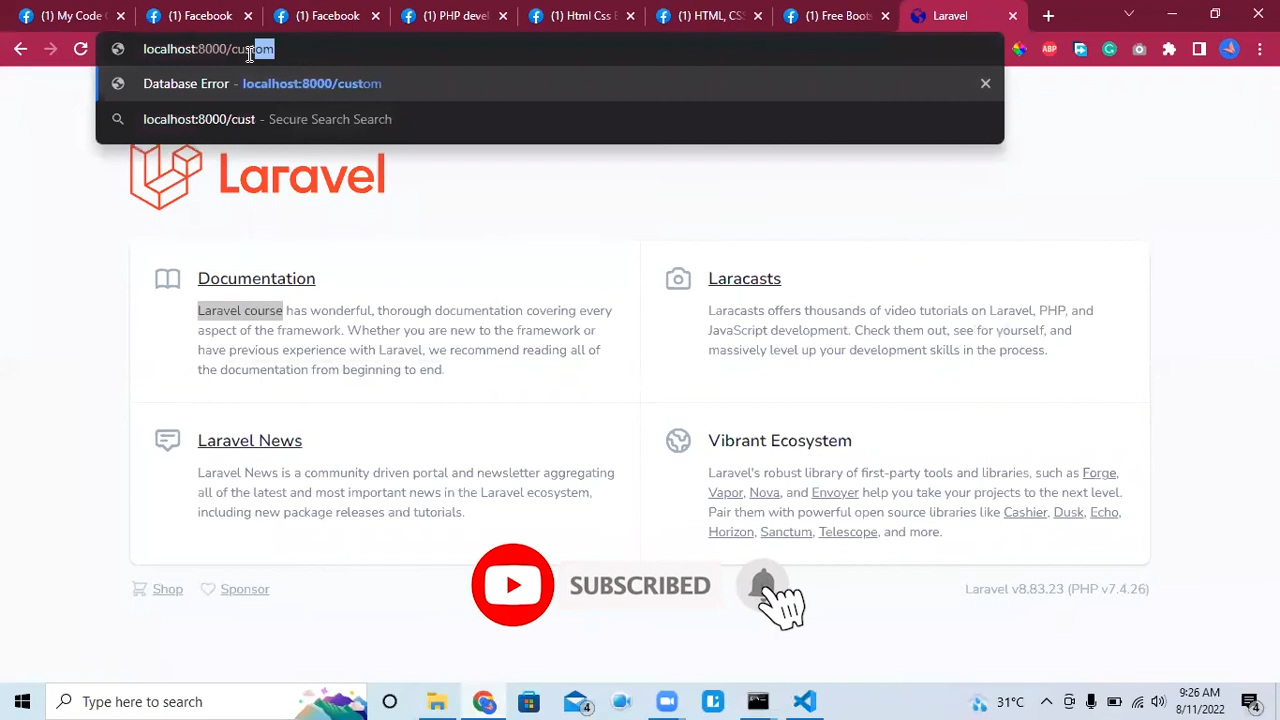 (1) Facebook
(1) Facebook
(1) PHP devel
(1) Html Css E
(1) HTML, CSS
(1) Free Boots
Laravel
localhost:8000/custom
ABP
Database Error - localhost:8000/custom
localhost:8000/cust - Secure Search Search
Laravel
Documentation
Laravel course has wonderful, thorough documentation covering every
aspect of the framework. Whether you are new to the framework or
have previous experience with Laravel, we recommend reading all of
the documentation from beginning to end.
Laracasts
Laracasts offers thousands of video tutorials on Laravel, PHP, and
JavaScript development. Check them out, see for yourself, and
massively level up your development skills in the process.
Laravel News
Laravel News is a community driven portal and newsletter aggregating
all of the latest and most important news in the Laravel ecosystem,
including new package releases and tutorials.
Vibrant Ecosystem
Laravel's robust library of first-party tools and libraries, such as Forge,
Vapor, Nova, and Envoyer help you take your projects to the next level.
Pair them with powerful open source libraries like Cashier, Dusk, Echo,
Horizon, Sanctum, Telescope, and more.
SUBSCRIBED
Shop
Sponsor
Laravel v8.83.23 (PHP v7.4.26)
Type here to search
4
31°C
9:26 AM
8/11/2022
4